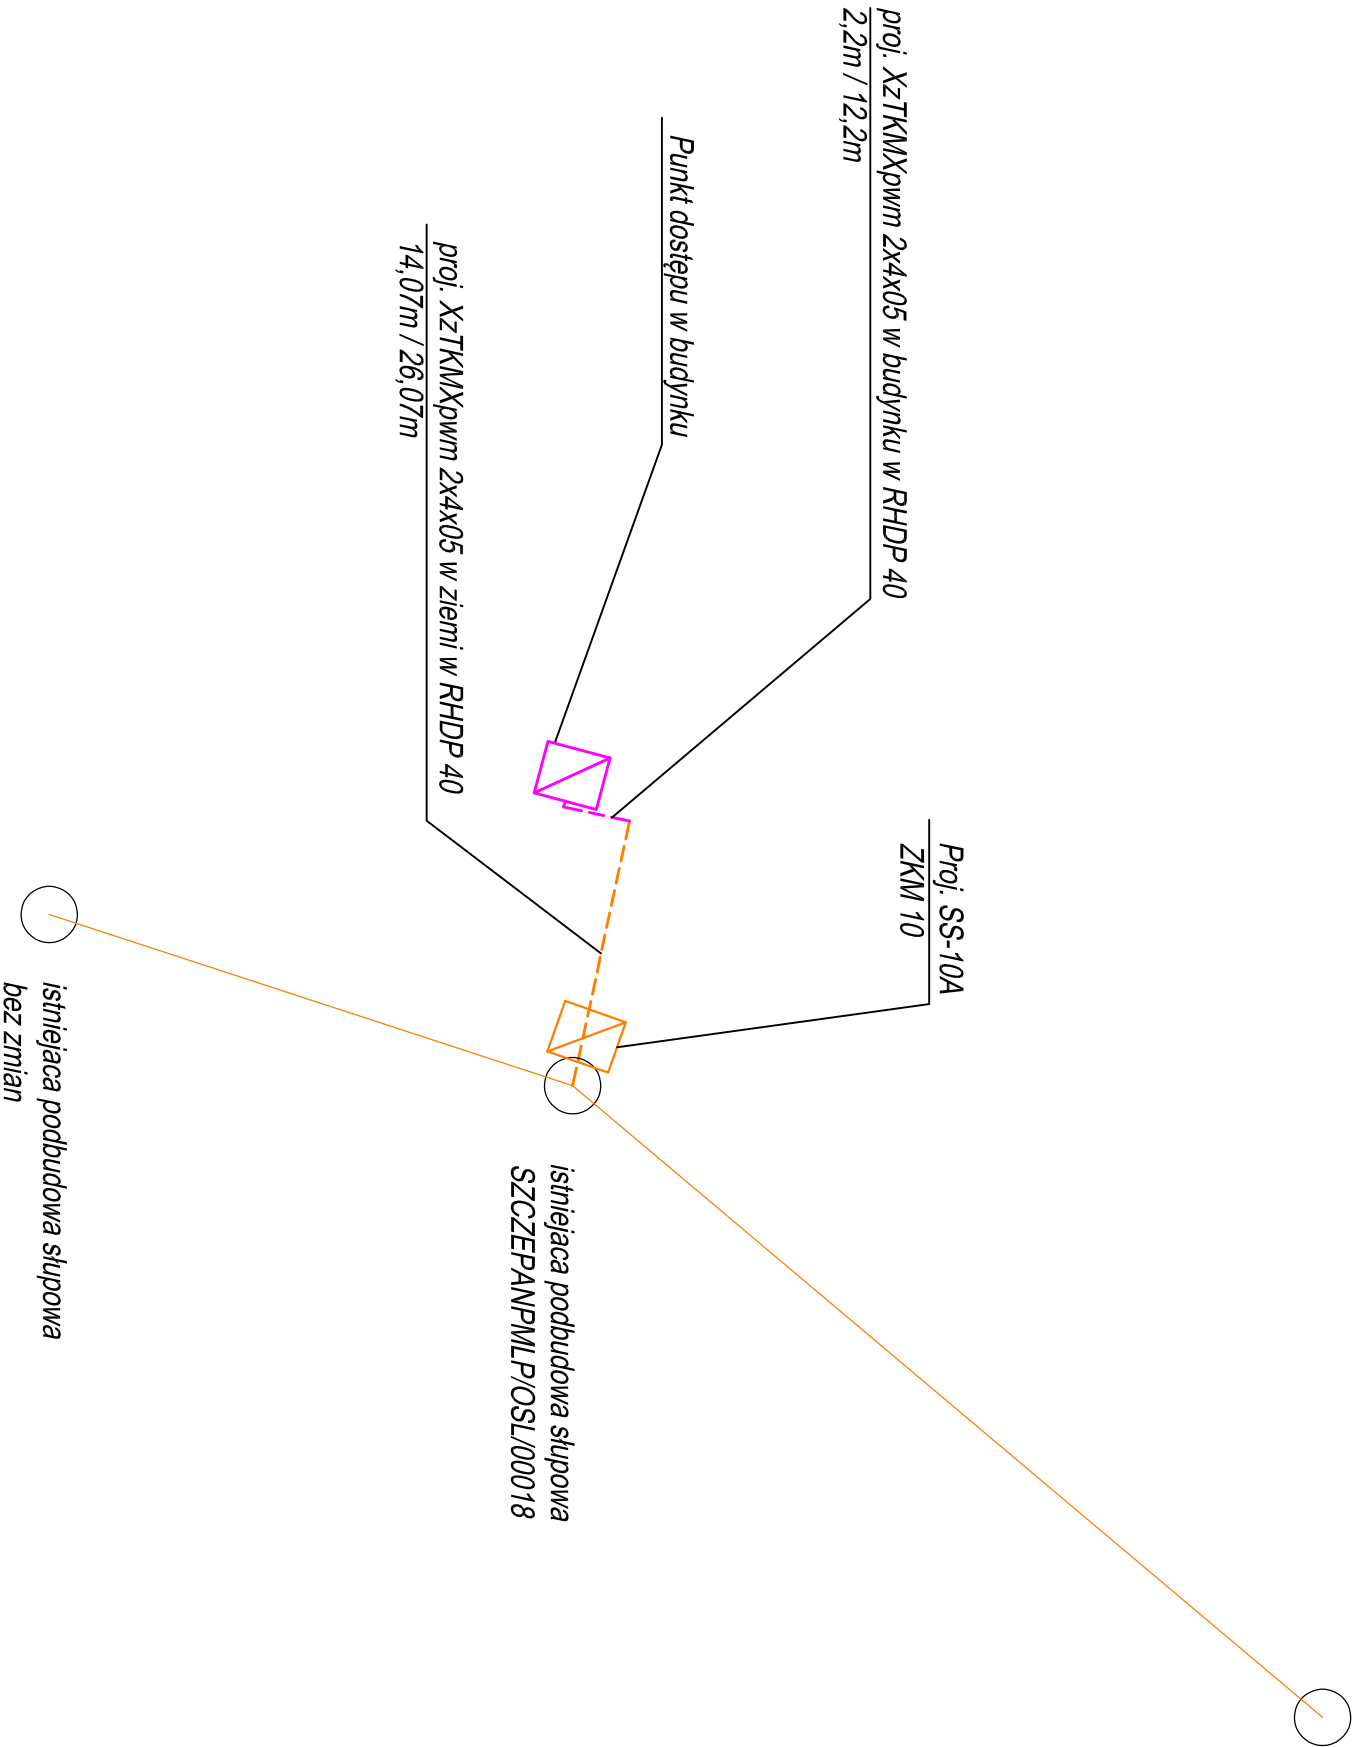 proj. XzTKMXpwm 2x4x05 w budynku w RHDP 40
2,2m / 12,2m
Proj. SS-10A
ZKM 10
Punkt dostępu w budynku
proj. XzTKMXpwm 2x4x05 w ziemi w RHDP 40
14,07m / 26,07m
istniejaca podbudowa słupowa
SZCZEPANPMLP/OSL/00018
istniejaca podbudowa słupowa
bez zmian